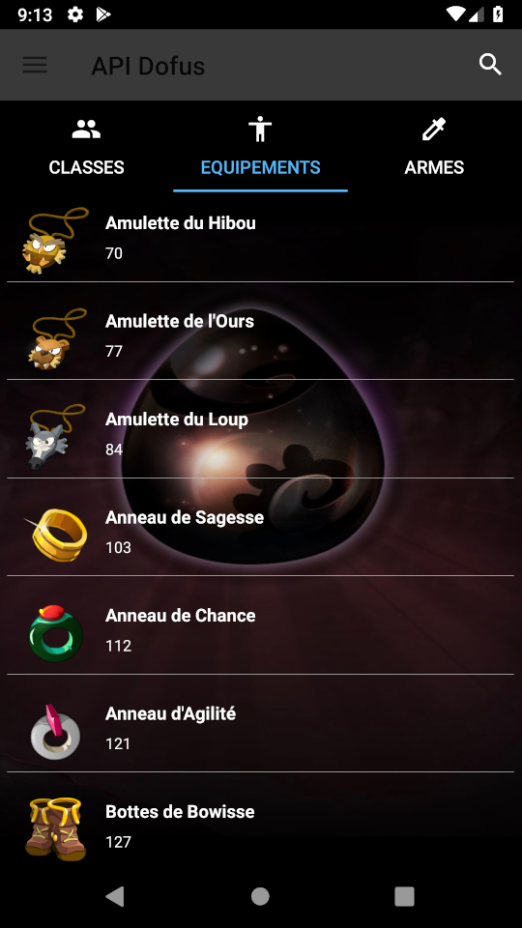 9:13
API Dofus
CLASSES
EQUIPEMENTS
ARMES
Amulette du Hibou
70
Amulette de l'Ours
77
Amulette du Loup
84
Anneau de Sagesse
103
Anneau de Chance
112
Anneau d'Agilité
121
Bottes de Bowisse
127